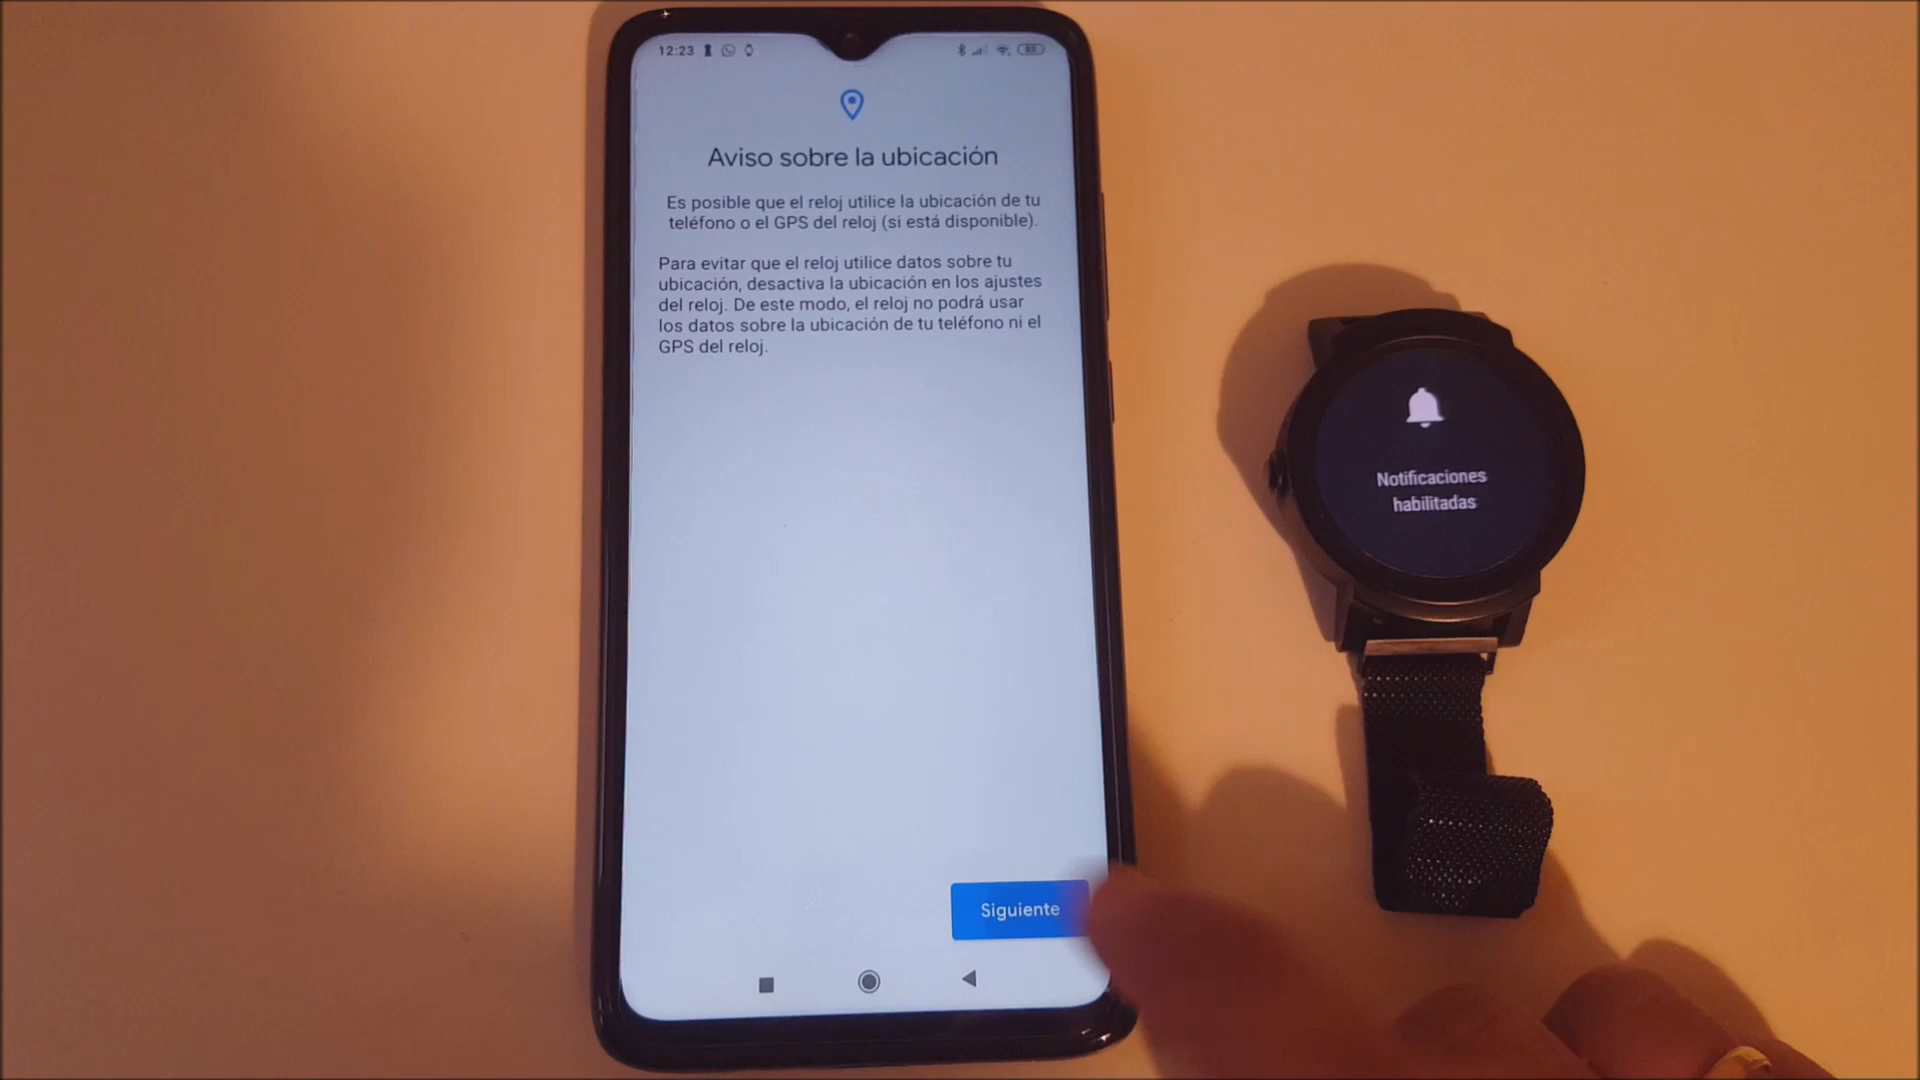 12:23
83
Aviso sobre la ubicación
Es posible que el reloj utilice la ubicación de tu
teléfono o el GPS del reloj (si está disponible).
Para evitar que el reloj utilice datos sobre tu
ubicación, desactiva la ubicación en los ajustes
del reloj. De este modo, el reloj no podrá usar
los datos sobre la ubicación de tu teléfono ni el
GPS del reloj.
Siguiente
Notificaciones
habilitadas